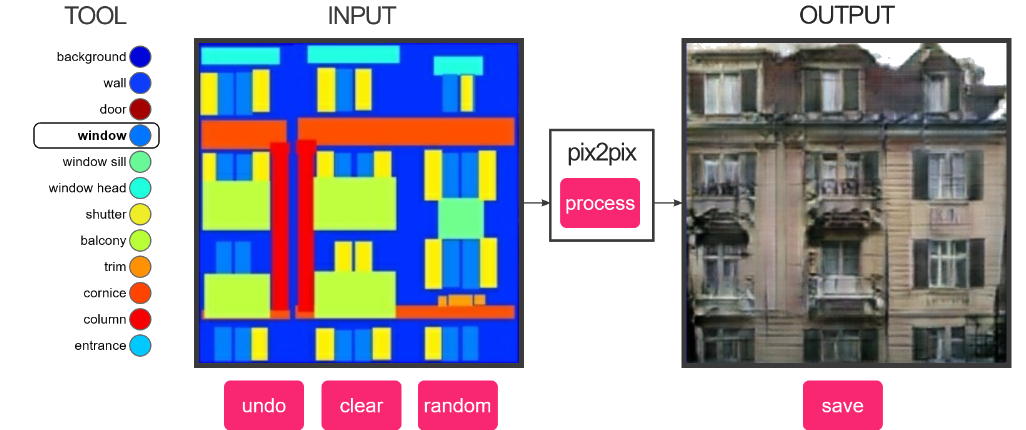 TOOL
INPUT
OUTPUT
background
wall
door
window
window sill
window head
shutter
balcony
trim
cornice
column
entrance
pix2pix
process
undo
clear
random
save